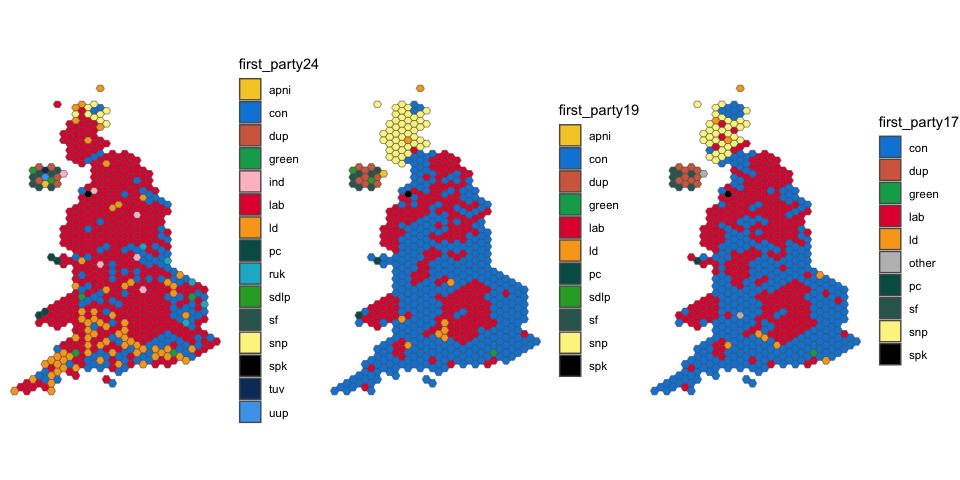 first_party24
apni
con
dup
green
ind
lab
ld
pc
ruk
sdlp
sf
snp
spk
tuv
uup
first_party19
apni
con
dup
green
lab
ld
pc
sdlp
sf
snp
spk
first_party17
con
dup
green
lab
ld
other
pc
sf
snp
spk